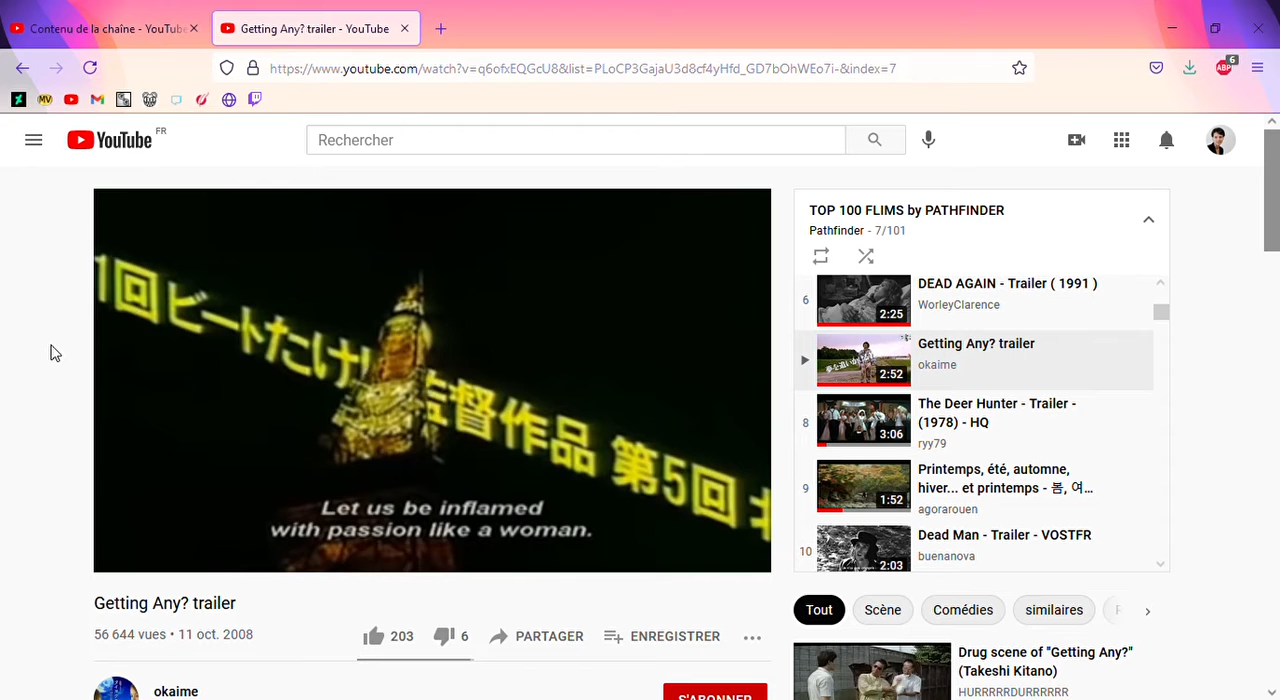 Contenu de la chaîne - YouTube
Getting Any? trailer - YouTube
https://www.youtube.com/watch?v=q6ofxEQGcU8&list=PLoCP3GajaU3d8cf4yHfd_GD7bOhWEo7i-&index=7
ABP
6
MV
YouTube FR
Rechercher
1回ビートたけし監督作品 第5回
Let us be inflamed
with passion like a woman.
Getting Any? trailer
56 644 vues • 11 oct. 2008
203
6
PARTAGER
ENREGISTRER
okaime
S'ABONNER
TOP 100 FLIMS by PATHFINDER
Pathfinder - 7/101
6
2:25
DEAD AGAIN - Trailer ( 1991 )
WorleyClarence
2:52
Getting Any? trailer
okaime
8
3:06
The Deer Hunter - Trailer -
(1978) - HQ
ryy79
9
1:52
Printemps, été, automne,
hiver... et printemps - 봄, 여...
agorarouen
10
2:03
Dead Man - Trailer - VOSTFR
buenanova
Tout
Scène
Comédies
similaires
Drug scene of "Getting Any?"
(Takeshi Kitano)
HURRRRRDURRRRRR